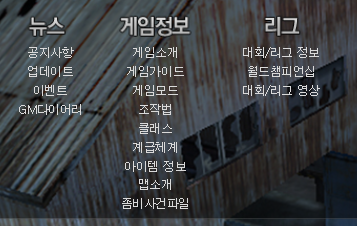 뉴스
공지사항
업데이트
이벤트
GM다이어리
게임정보
게임소개
게임가이드
게임모드
조작법
클래스
계급체계
아이템 정보
맵소개
좀비사건파일
리그
대회/리그 정보
월드챔피언십
대회/리그 영상